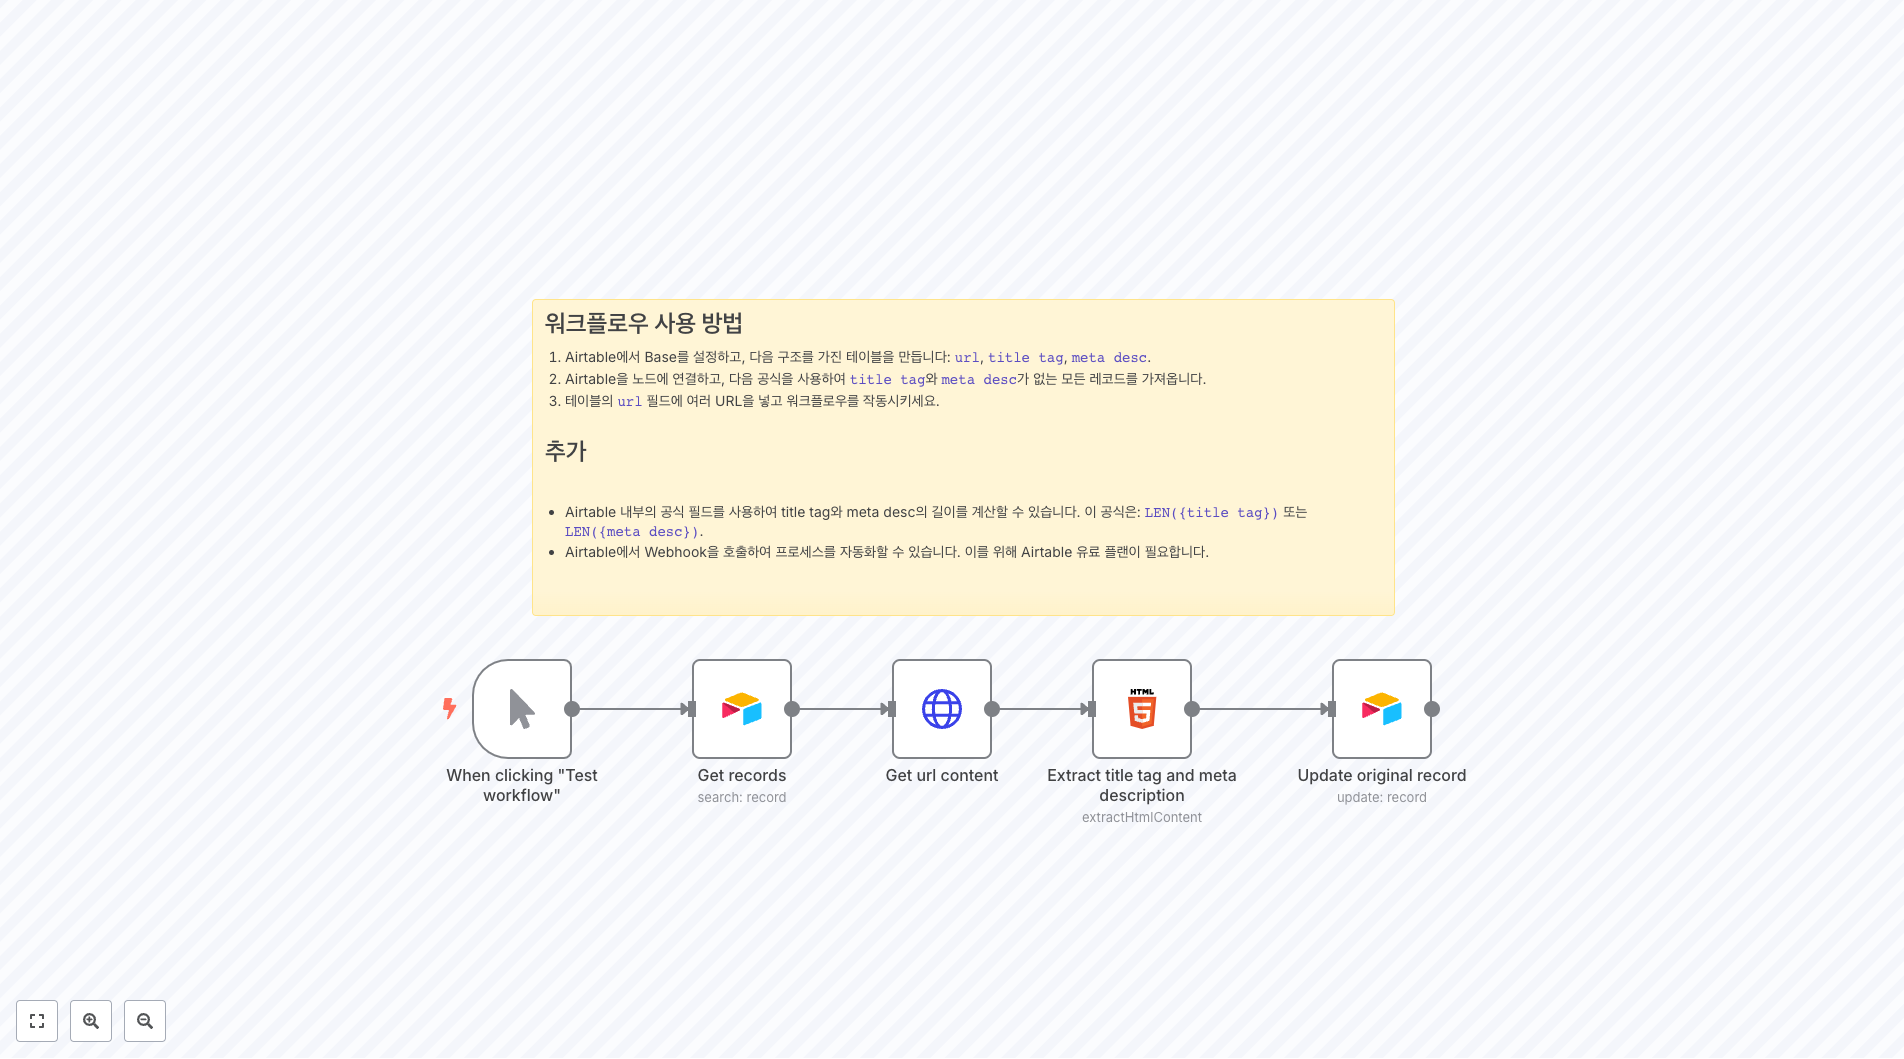 워크플로우 사용 방법
1. Airtable에서 Base를 설정하고, 다음 구조를 가진 테이블을 만듭니다: url, title tag, meta desc.
2. Airtable을 노드에 연결하고, 다음 공식을 사용하여 title tag와 meta desc가 없는 모든 레코드를 가져옵니다.
3. 테이블의 url 필드에 여러 URL을 넣고 워크플로우를 작동시키세요.
추가
• Airtable 내부의 공식 필드를 사용하여 title tag와 meta desc의 길이를 계산할 수 있습니다. 이 공식은: LEN({title tag}) 또는
LEN({meta desc}).
• Airtable에서 Webhook을 호출하여 프로세스를 자동화할 수 있습니다. 이를 위해 Airtable 유료 플랜이 필요합니다.
HTML
5
When clicking "Test
workflow"
Get records
search: record
Get url content
Extract title tag and meta
description
extractHtmlContent
Update original record
update: record